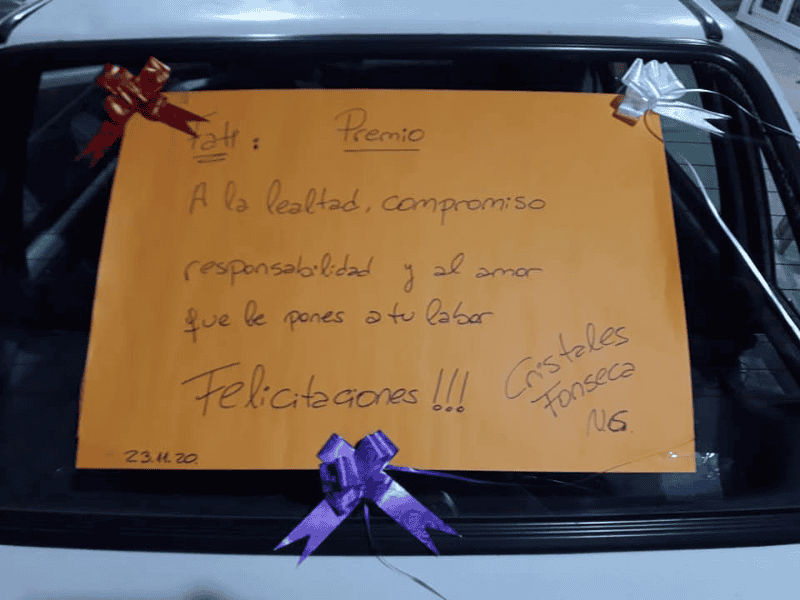 Fati: Premio
A la lealtad, compromiso
responsabilidad y al amor
que le pones a tu labor
Felicitaciones!!!
Cristales
Fonseca
N.G.
23.11.20.